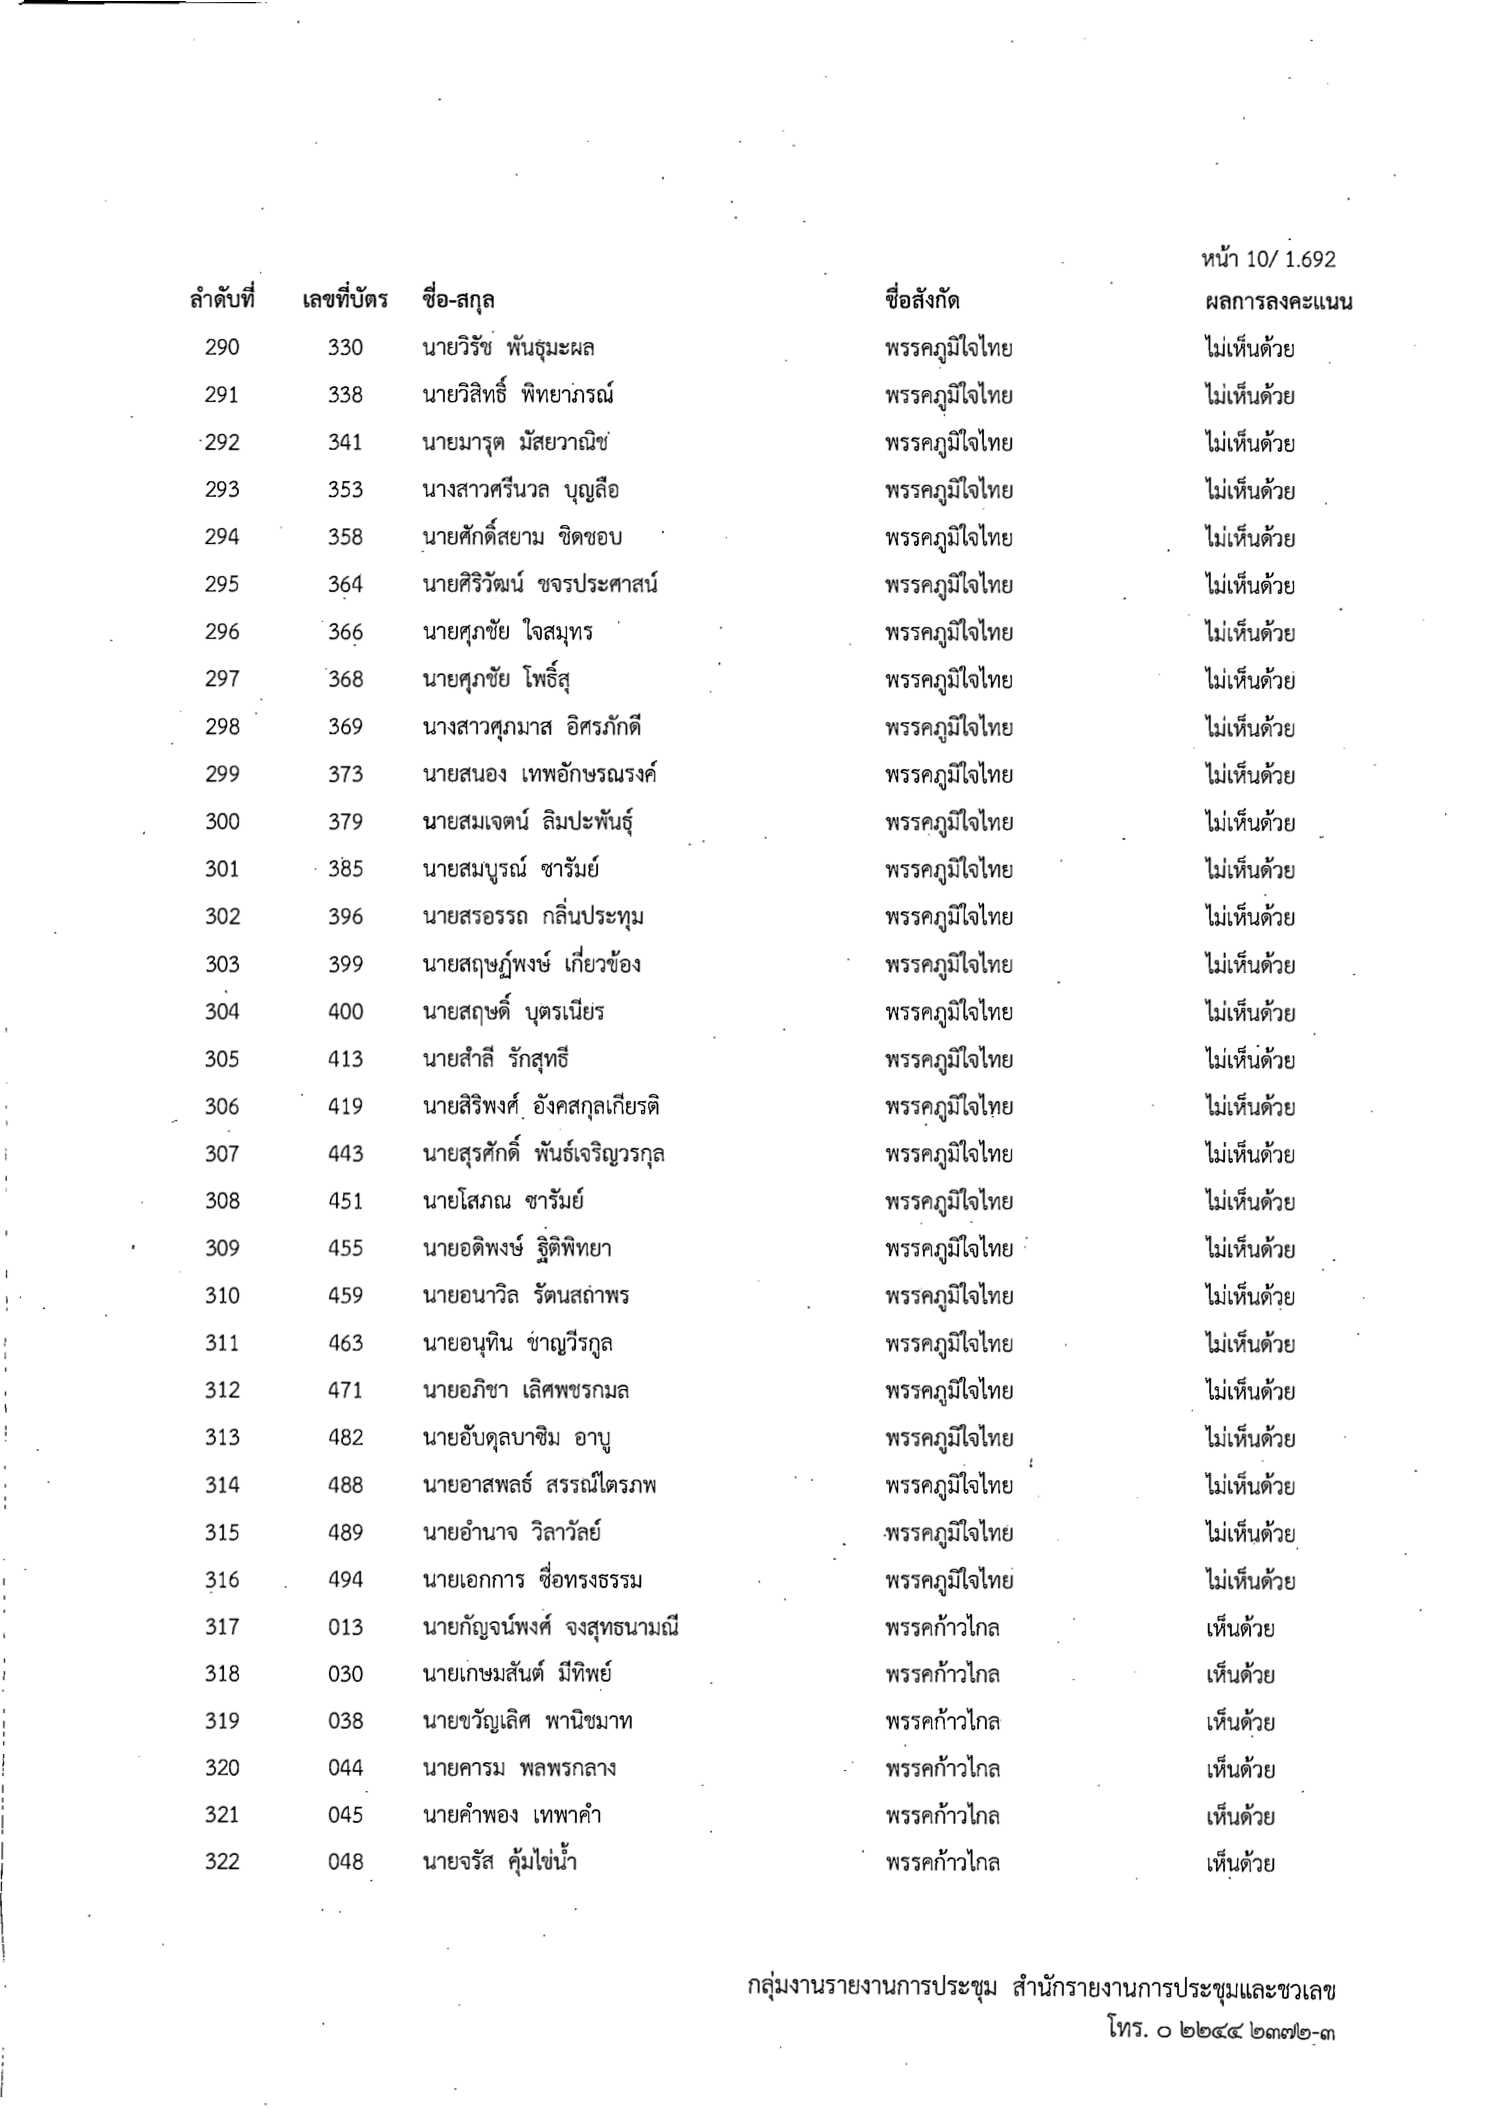 หน้า 10/ 1.692
ลำดับที่ เลขที่บัตร ชื่อ-สกุล ชื่อสังกัด ผลการลงคะแนน
290 330 นายวิรัช พันธุมะผล พรรคภูมิใจไทย ไม่เห็นด้วย
291 338 นายวิสิทธิ์ พิทยาภรณ์ พรรคภูมิใจไทย ไม่เห็นด้วย
292 341 นายมารุต มัสยวาณิช พรรคภูมิใจไทย ไม่เห็นด้วย
293 353 นางสาวศรีนวล บุญลือ พรรคภูมิใจไทย ไม่เห็นด้วย
294 358 นายศักดิ์สยาม ชิดชอบ พรรคภูมิใจไทย ไม่เห็นด้วย
295 364 นายศิริวัฒน์ ขจรประศาสน์ พรรคภูมิใจไทย ไม่เห็นด้วย
296 366 นายศุภชัย ใจสมุทร พรรคภูมิใจไทย ไม่เห็นด้วย
297 368 นายศุภชัย โพธิ์สุ พรรคภูมิใจไทย ไม่เห็นด้วย
298 369 นางสาวศุภมาส อิศรภักดี พรรคภูมิใจไทย ไม่เห็นด้วย
299 373 นายสนอง เทพอักษรณรงค์ พรรคภูมิใจไทย ไม่เห็นด้วย
300 379 นายสมเจตน์ ลิมปะพันธุ์ พรรคภูมิใจไทย ไม่เห็นด้วย
301 385 นายสมบูรณ์ ซารัมย์ พรรคภูมิใจไทย ไม่เห็นด้วย
302 396 นายสรอรรถ กลิ่นประทุม พรรคภูมิใจไทย ไม่เห็นด้วย
303 399 นายสฤษฏ์พงษ์ เกี่ยวข้อง พรรคภูมิใจไทย ไม่เห็นด้วย
304 400 นายสฤษดิ์ บุตรเนียร พรรคภูมิใจไทย ไม่เห็นด้วย
305 413 นายสำลี รักสุทธี พรรคภูมิใจไทย ไม่เห็นด้วย
306 419 นายสิริพงศ์ อังคสกุลเกียรติ พรรคภูมิใจไทย ไม่เห็นด้วย
307 443 นายสุรศักดิ์ พันธ์เจริญวรกุล พรรคภูมิใจไทย ไม่เห็นด้วย
308 451 นายโสภณ ซารัมย์ พรรคภูมิใจไทย ไม่เห็นด้วย
309 455 นายอดิพงษ์ ฐิติพิทยา พรรคภูมิใจไทย ไม่เห็นด้วย
310 459 นายอนาวิล รัตนสถาพร พรรคภูมิใจไทย ไม่เห็นด้วย
311 463 นายอนุทิน ชาญวีรกูล พรรคภูมิใจไทย ไม่เห็นด้วย
312 471 นายอภิชา เลิศพชรกมล พรรคภูมิใจไทย ไม่เห็นด้วย
313 482 นายอับดุลบาซิม อาบู พรรคภูมิใจไทย ไม่เห็นด้วย
314 488 นายอาสพลธ์ สรรณ์ไตรภพ พรรคภูมิใจไทย ไม่เห็นด้วย
315 489 นายอำนาจ วิลาวัลย์ พรรคภูมิใจไทย ไม่เห็นด้วย
316 494 นายเอกการ ซื่อทรงธรรม พรรคภูมิใจไทย ไม่เห็นด้วย
317 013 นายกัญจน์พงศ์ จงสุทธนามณี พรรคก้าวไกล เห็นด้วย
318 030 นายเกษมสันต์ มีทิพย์ พรรคก้าวไกล เห็นด้วย
319 038 นายขวัญเลิศ พานิชมาท พรรคก้าวไกล เห็นด้วย
320 044 นายคารม พลพรกลาง พรรคก้าวไกล เห็นด้วย
321 045 นายคำพอง เทพาคำ พรรคก้าวไกล เห็นด้วย
322 048 นายจรัส คุ้มไข่น้ำ พรรคก้าวไกล เห็นด้วย
กลุ่มงานรายงานการประชุม สำนักรายงานการประชุมและชวเลข
โทร. ๐ ๒๒๔๔ ๒๓๗๒-๓